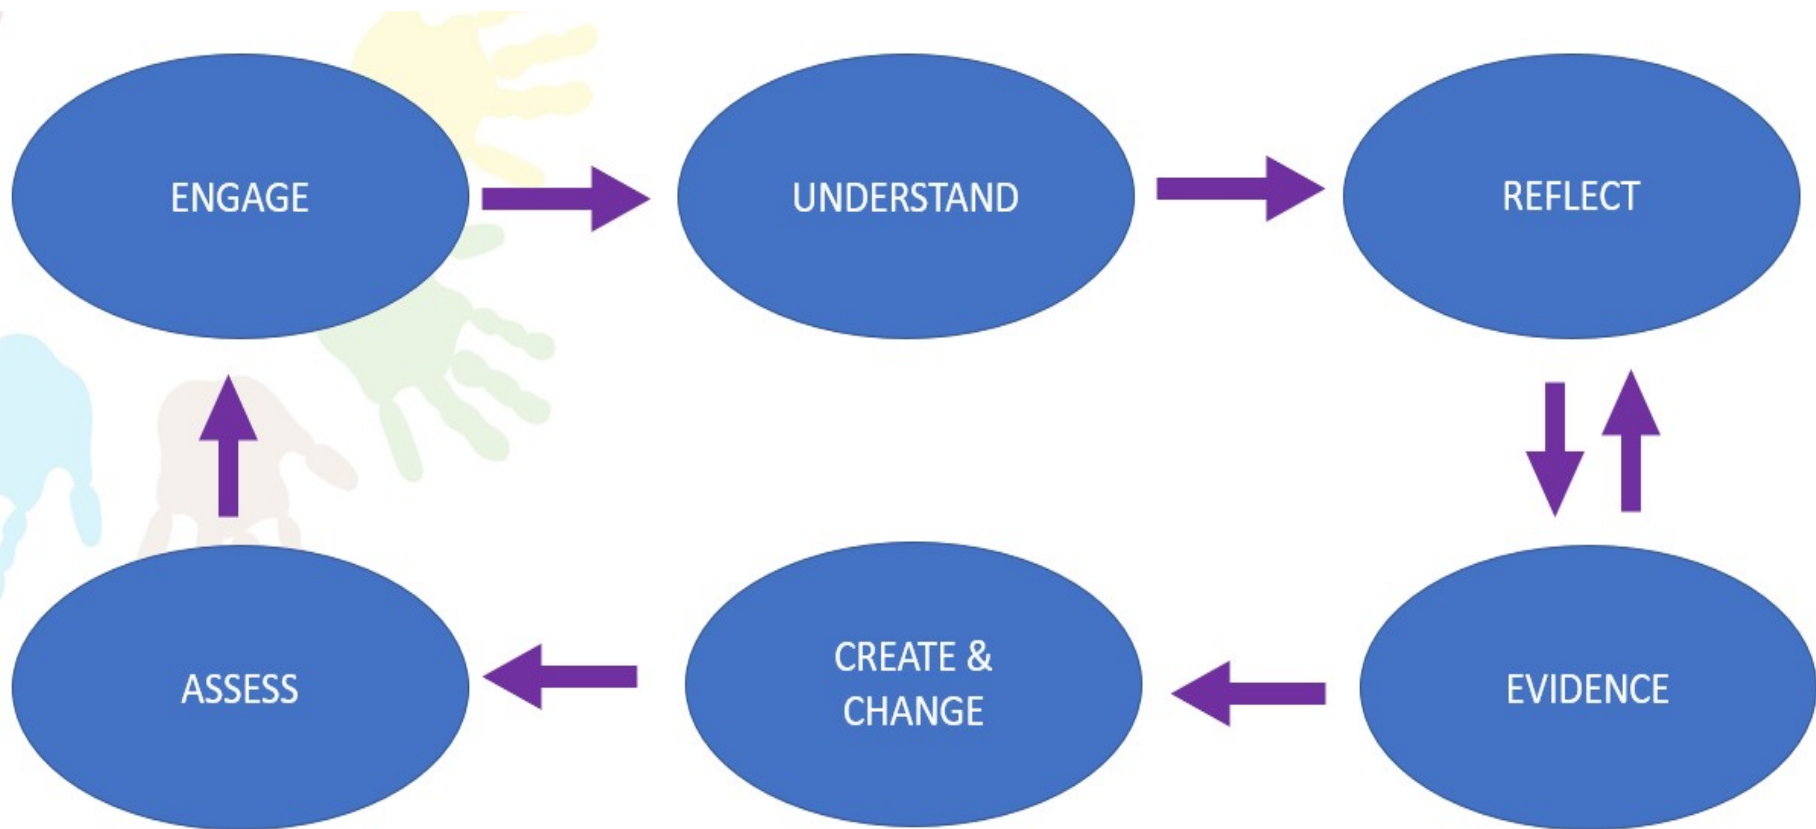 ENGAGE
UNDERSTAND
REFLECT
ASSESS
CREATE &
CHANGE
EVIDENCE